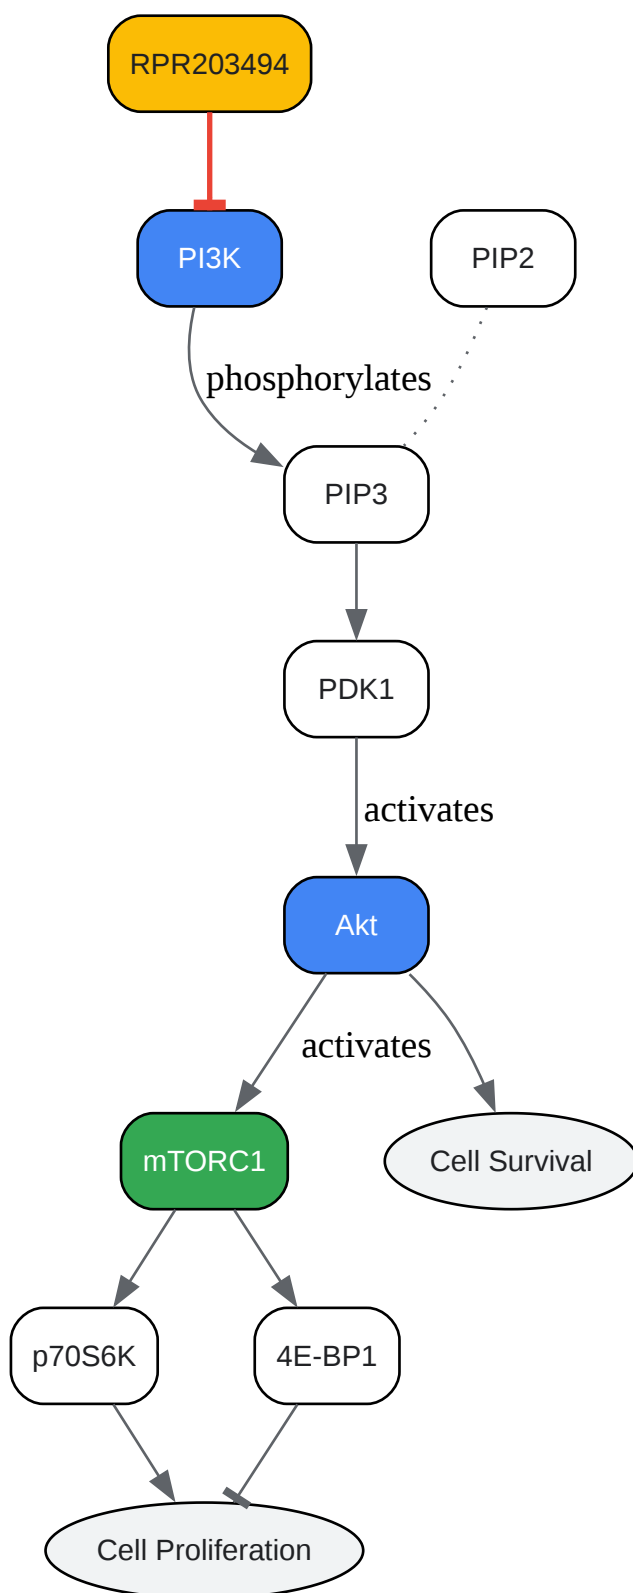 RPR203494
PI3K
PIP2
phosphorylates
PIP3
PDK1
activates
Akt
activates
mTORC1
Cell Survival
p70S6K
4E-BP1
Cell Proliferation